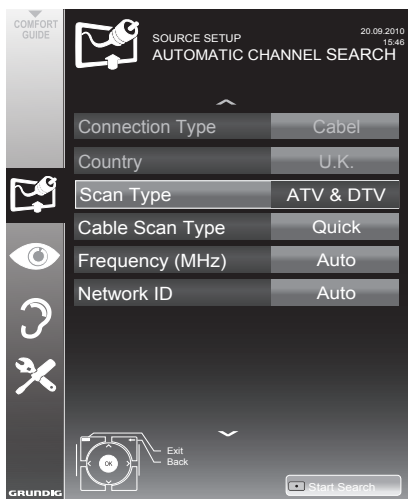 COMFORT
GUIDE
SOURCE SETUP
20.09.2010
15:46
AUTOMATIC CHANNEL SEARCH
Connection Type Cabel
Country U.K.
Scan Type ATV & DTV
Cable Scan Type Quick
Frequency (MHz) Auto
Network ID Auto
OK
Exit
Back
Start Search
GRUNDIG